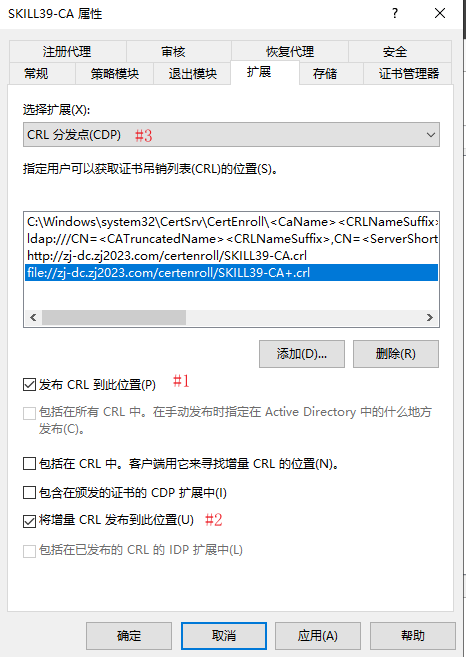 SKILL39-CA 属性
注册代理 审核 恢复代理 安全
常规 策略模块 退出模块 扩展 存储 证书管理器
选择扩展(X):
CRL 分发点(CDP) #3
指定用户可以获取证书吊销列表(CRL)的位置(S)。
C:\Windows\system32\CertSrv\CertEnroll\<CaName><CRLNameSuffix>
ldap:///CN=<CATruncatedName><CRLNameSuffix>,CN=<ServerShort
http://zj-dc.zj2023.com/certenroll/SKILL39-CA.crl
file://zj-dc.zj2023.com/certenroll/SKILL39-CA+.crl
添加(D)... 删除(R)
发布 CRL 到此位置(P) #1
包括在所有 CRL 中。在手动发布时指定在 Active Directory 中的什么地方
发布(C)。
包括在 CRL 中。客户端用它来寻找增量 CRL 的位置(N)。
包含在颁发的证书的 CDP 扩展中(I)
将增量 CRL 发布到此位置(U) #2
包括在已发布的 CRL 的 IDP 扩展中(L)
确定 取消 应用(A) 帮助